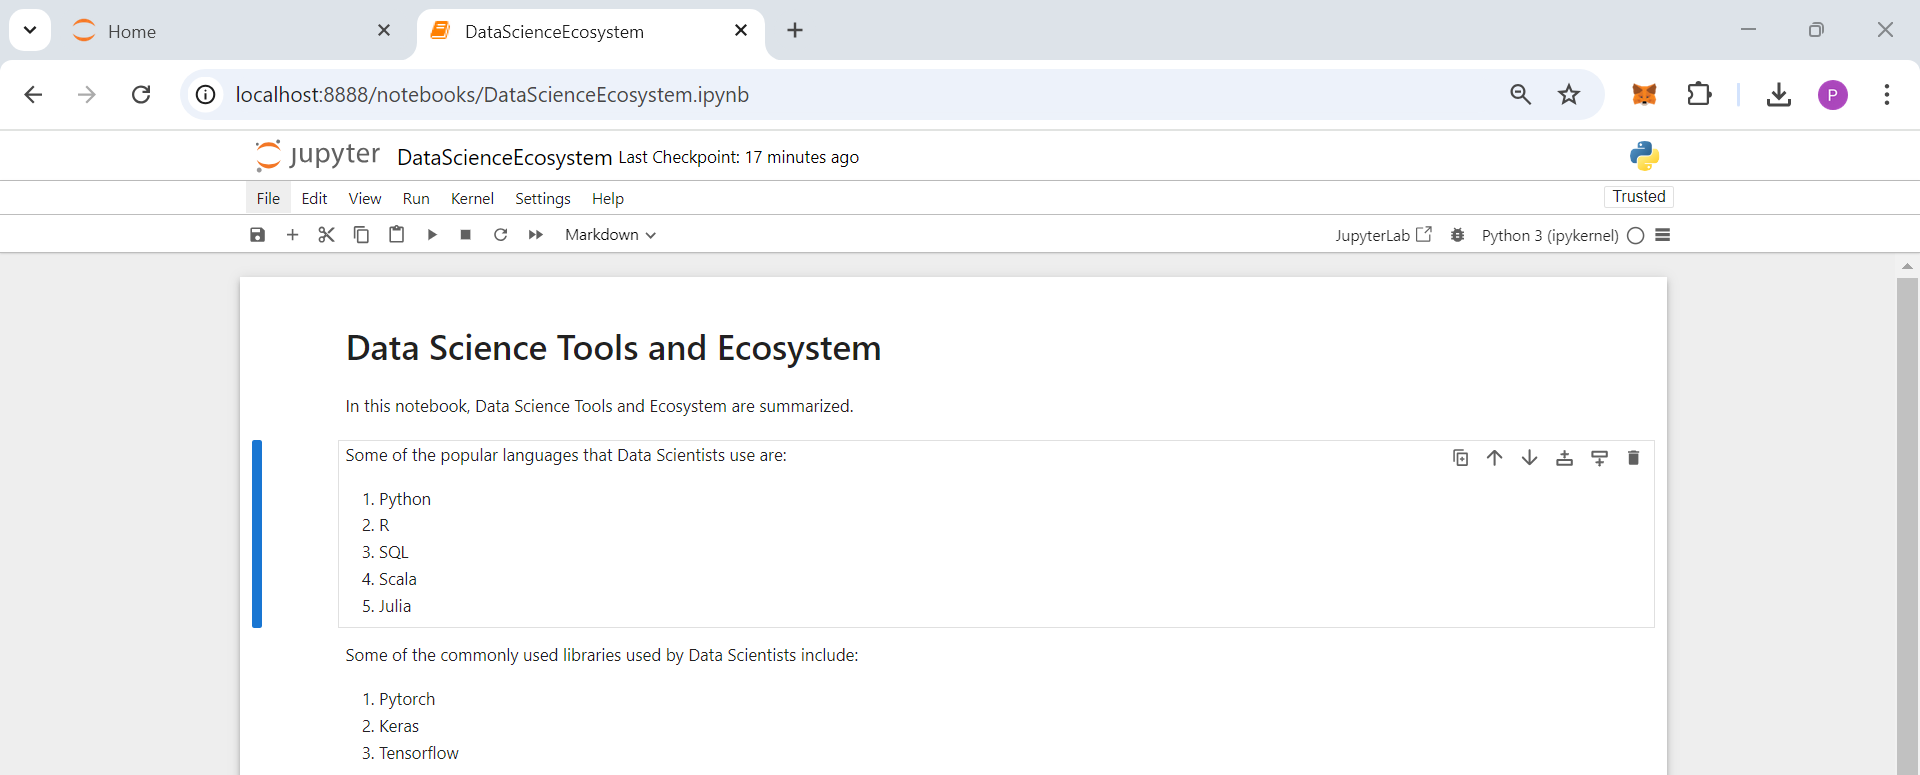 Home
DataScienceEcosystem
localhost:8888/notebooks/DataScienceEcosystem.ipynb
P
jupyter DataScienceEcosystem Last Checkpoint: 17 minutes ago
File Edit View Run Kernel Settings Help
Trusted
Markdown
JupyterLab
Python 3 (ipykernel)
Data Science Tools and Ecosystem
In this notebook, Data Science Tools and Ecosystem are summarized.
Some of the popular languages that Data Scientists use are:
1. Python
2. R
3. SQL
4. Scala
5. Julia
Some of the commonly used libraries used by Data Scientists include:
1. Pytorch
2. Keras
3. Tensorflow